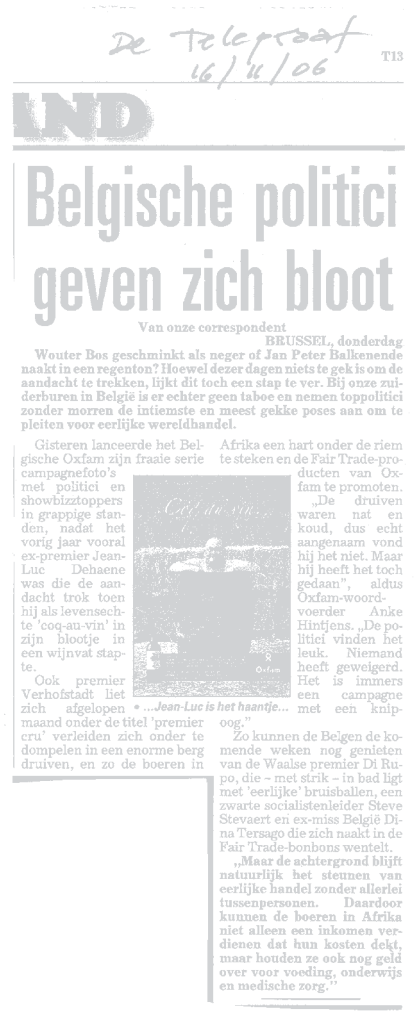 De Telegraaf
16/11/06
T13
AND
Belgische politici
geven zich bloot
Van onze correspondent
BRUSSEL, donderdag
Wouter Bos geschminkt als neger of Jan Peter Balkenende
naakt in een regenton? Hoewel dezer dagen niets te gek is om de
aandacht te trekken, lijkt dit toch een stap te ver. Bij onze zui-
derburen in België is er echter geen taboe en nemen toppolitici
zonder morren de intiemste en meest gekke poses aan om te
pleiten voor eerlijke wereldhandel.
Gisteren lanceerde het Bel-
gische Oxfam zijn fraaie serie
campagnefoto's
met politici en
showbizztoppers
in grappige stan-
den, nadat het
vorig jaar vooral
ex-premier Jean-
Luc Dehaene
was die de aan-
dacht trok toen
hij als levensech-
te 'coq-au-vin' in
zijn blootje in
een wijnvat stap-
te.
Ook premier
Verhofstadt liet
zich afgelopen
maand onder de titel 'premier
cru' verleiden zich onder te
dompelen in een enorme berg
druiven, en zo de boeren in
Coq au vin...
Oxfam
• ...Jean-Luc is het haantje...
Afrika een hart onder de riem
te steken en de Fair Trade-pro-
ducten van Ox-
fam te promoten.
„De druiven
waren nat en
koud, dus echt
aangenaam vond
hij het niet. Maar
hij heeft het toch
gedaan”, aldus
Oxfam-woord-
voerder Anke
Hintjens. „De po-
litici vinden het
leuk. Niemand
heeft geweigerd.
Het is immers
een campagne
met een knip-
oog.”
Zo kunnen de Belgen de ko-
mende weken nog genieten
van de Waalse premier Di Ru-
po, die – met strik – in bad ligt
met 'eerlijke' bruisballen, een
zwarte socialistenleider Steve
Stevaert en ex-miss België Di-
na Tersago die zich naakt in de
Fair Trade-bonbons wentelt.
„Maar de achtergrond blijft
natuurlijk het steunen van
eerlijke handel zonder allerlei
tussenpersonen. Daardoor
kunnen de boeren in Afrika
niet alleen een inkomen ver-
dienen dat hun kosten dekt,
maar houden ze ook nog geld
over voor voeding, onderwijs
en medische zorg.”